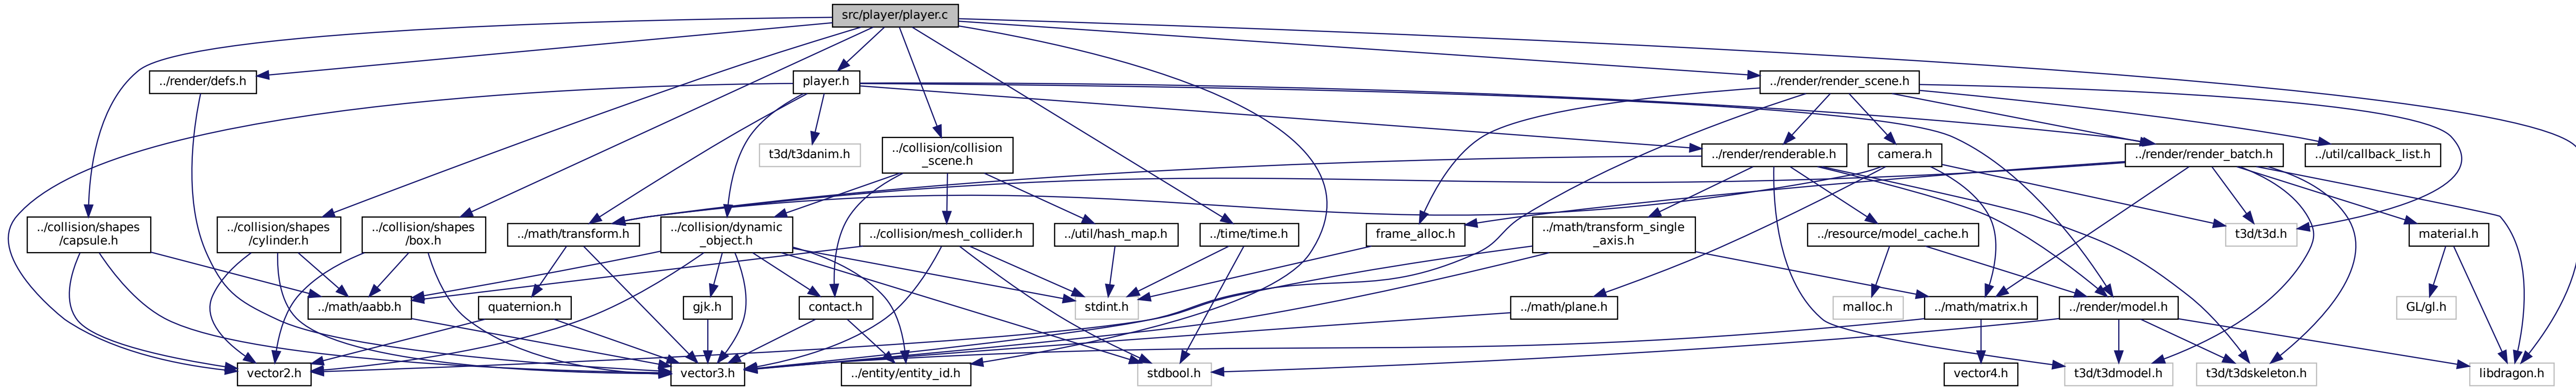 src/player/player.c
../render/defs.h
player.h
../render/render_scene.h
t3d/t3danim.h
../collision/collision
_scene.h
../render/renderable.h
camera.h
../render/render_batch.h
../util/callback_list.h
../collision/shapes
/capsule.h
../collision/shapes
/cylinder.h
../collision/shapes
/box.h
../math/transform.h
../collision/dynamic
_object.h
../collision/mesh_collider.h
../util/hash_map.h
../time/time.h
frame_alloc.h
../math/transform_single
_axis.h
../resource/model_cache.h
t3d/t3d.h
material.h
../math/aabb.h
quaternion.h
gjk.h
contact.h
stdint.h
../math/plane.h
malloc.h
../math/matrix.h
../render/model.h
GL/gl.h
vector2.h
vector3.h
../entity/entity_id.h
stdbool.h
vector4.h
t3d/t3dmodel.h
t3d/t3dskeleton.h
libdragon.h